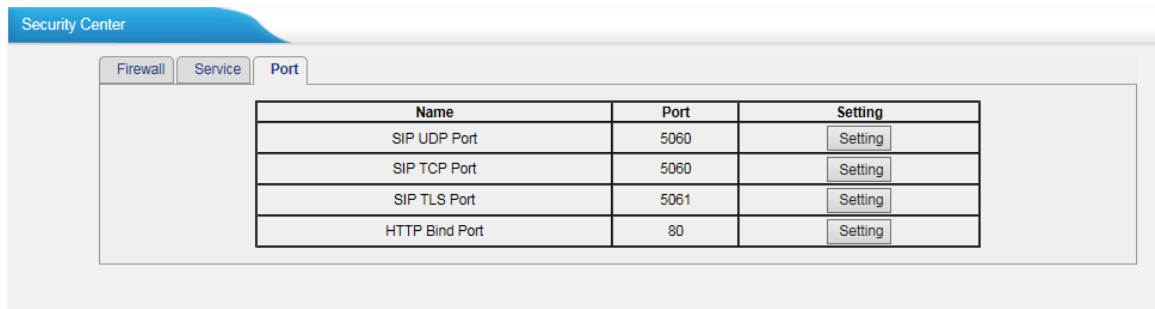 Security Center
Firewall Service Port
Name Port Setting
SIP UDP Port 5060 Setting
SIP TCP Port 5060 Setting
SIP TLS Port 5061 Setting
HTTP Bind Port 80 Setting